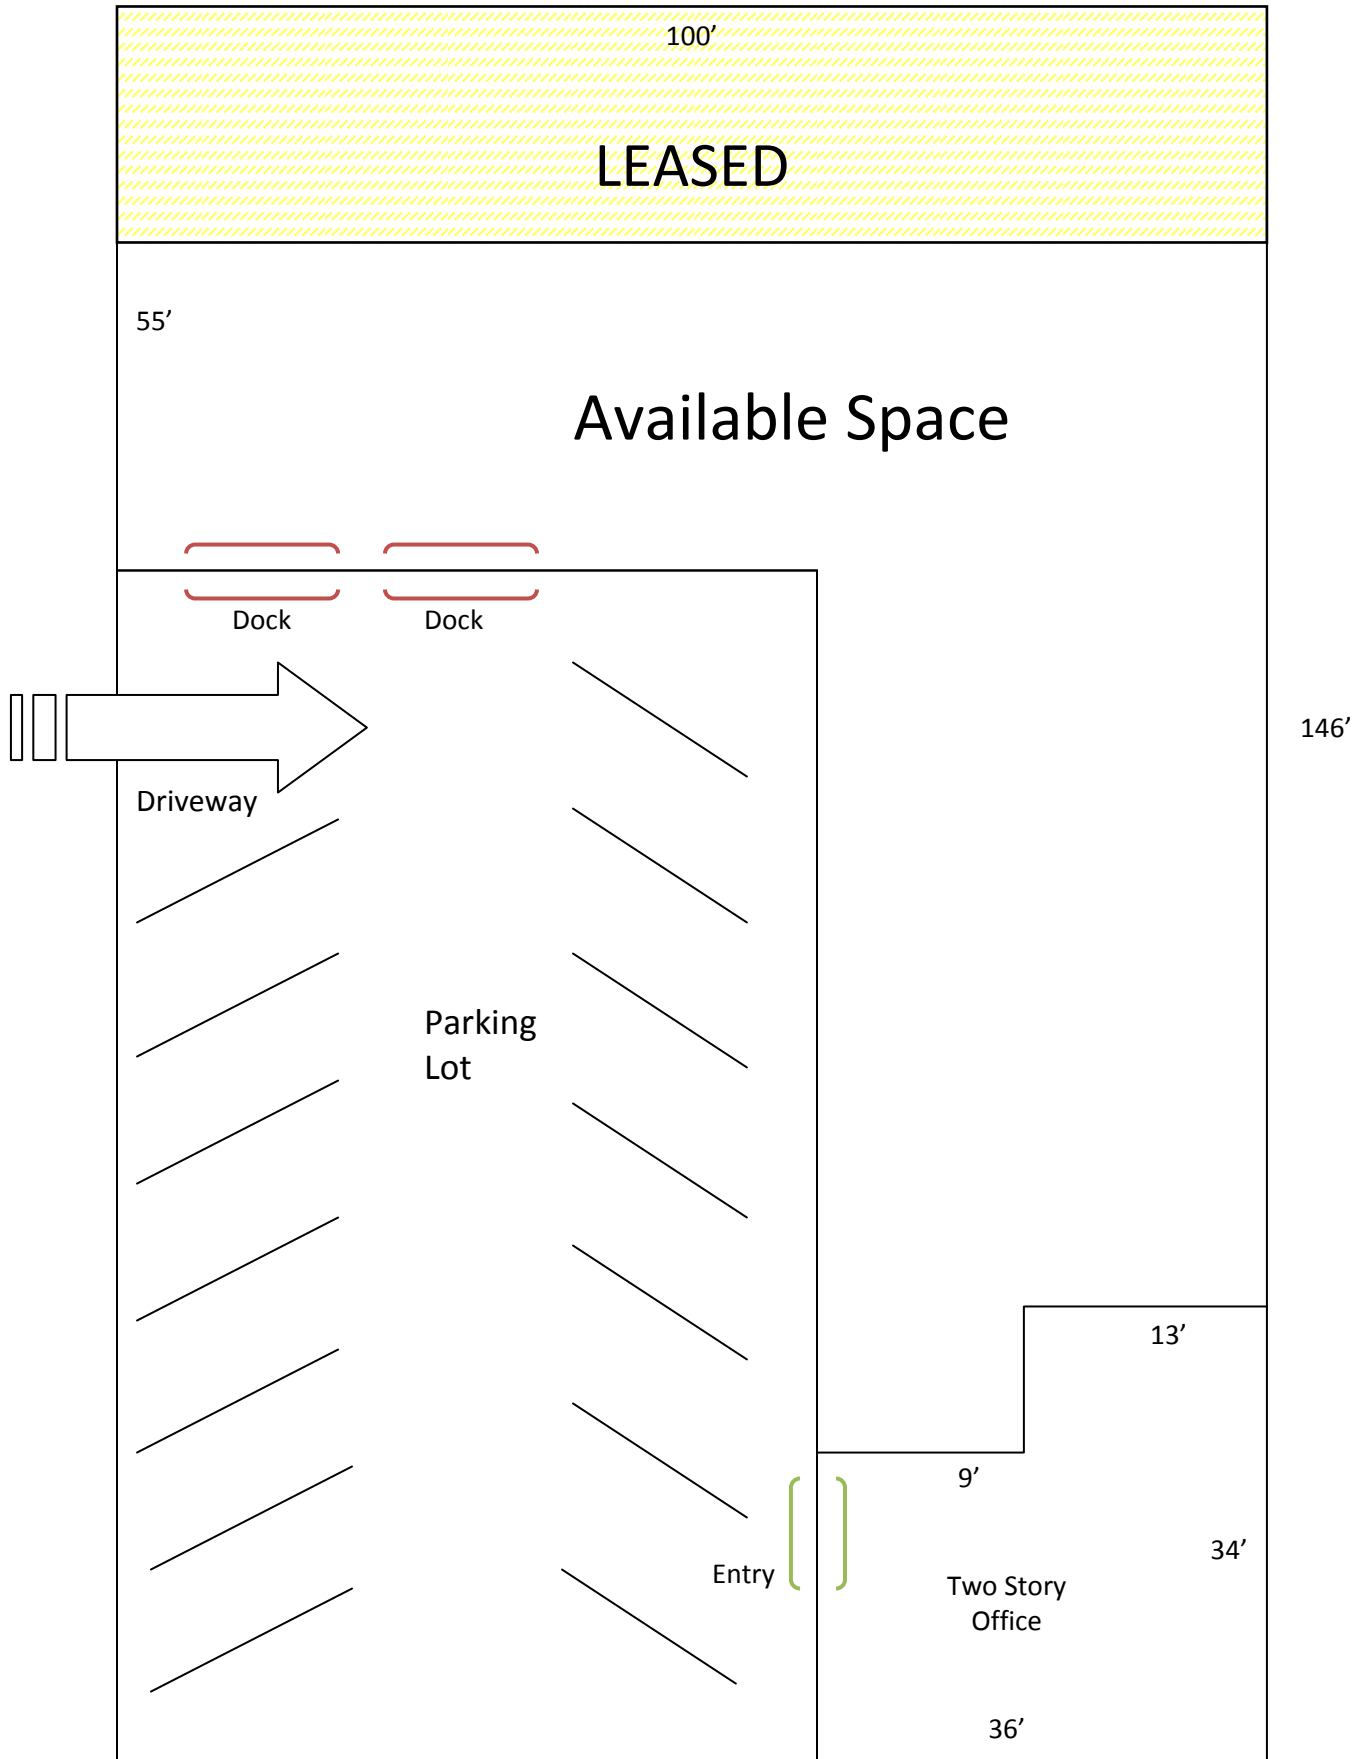 100’
LEASED
55’
Available Space
Dock
Dock
146’
Driveway
Parking
Lot
13’
9’
34’
Entry
Two Story
Office
36’